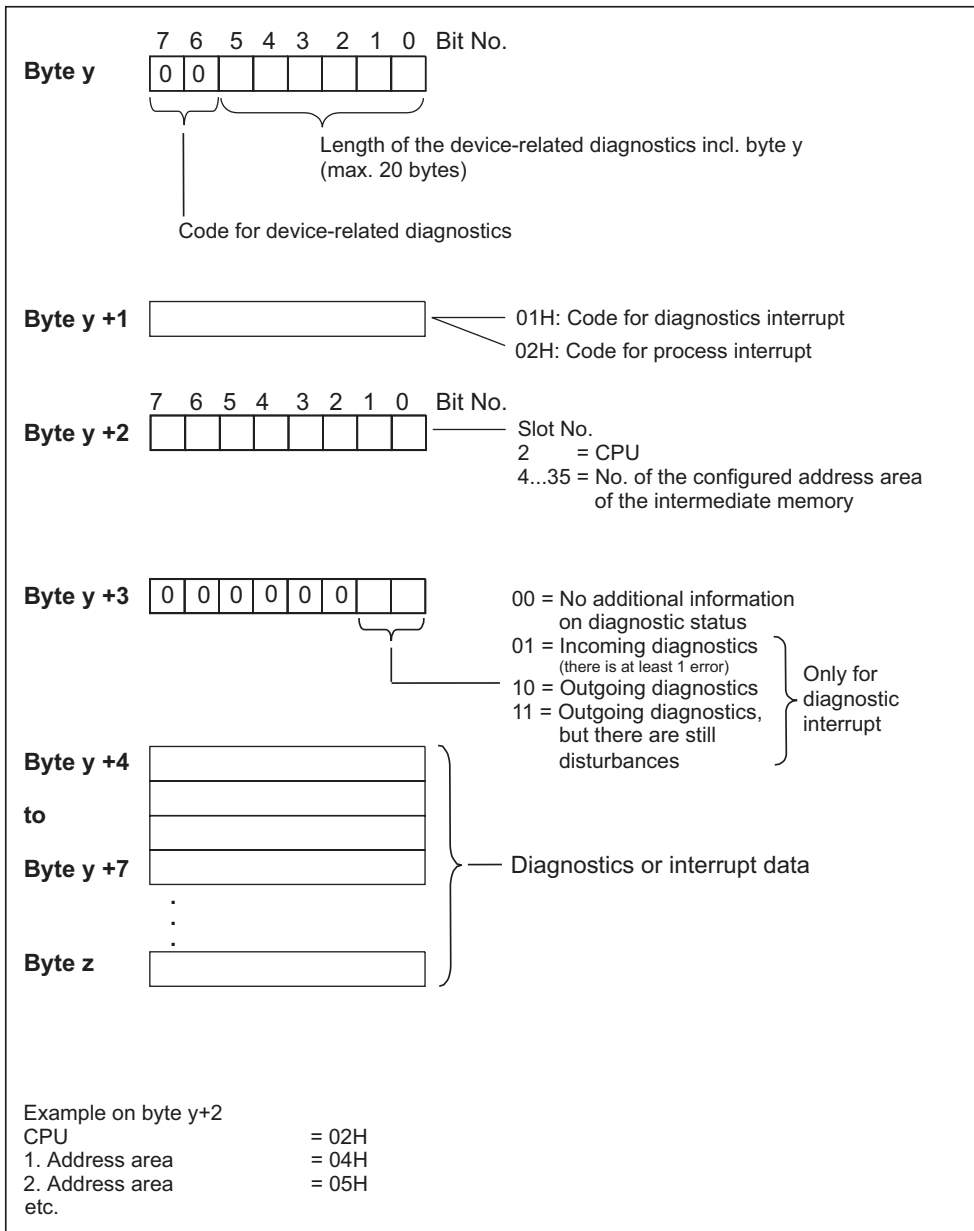 7 6 5 4 3 2 1 0 Bit No.
Byte y 0 0
Length of the device-related diagnostics incl. byte y
(max. 20 bytes)
Code for device-related diagnostics
Byte y +1
01H: Code for diagnostics interrupt
02H: Code for process interrupt
7 6 5 4 3 2 1 0 Bit No.
Byte y +2
Slot No.
2 = CPU
4...35 = No. of the configured address area
of the intermediate memory
Byte y +3 0 0 0 0 0 0
00 = No additional information
on diagnostic status
01 = Incoming diagnostics
(there is at least 1 error)
10 = Outgoing diagnostics
11 = Outgoing diagnostics,
but there are still
disturbances
Only for
diagnostic
interrupt
Byte y +4
to
Byte y +7
Diagnostics or interrupt data
.
.
.
Byte z
Example on byte y+2
CPU = 02H
1. Address area = 04H
2. Address area = 05H
etc.